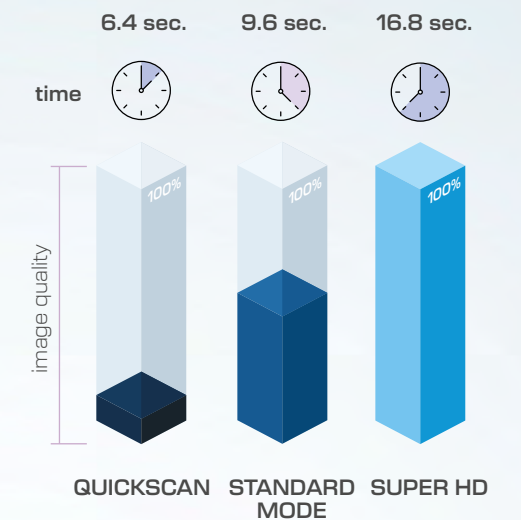 6.4 sec. 9.6 sec. 16.8 sec.
time
100% 100% 100%
image quality
QUICKSCAN STANDARD MODE SUPER HD